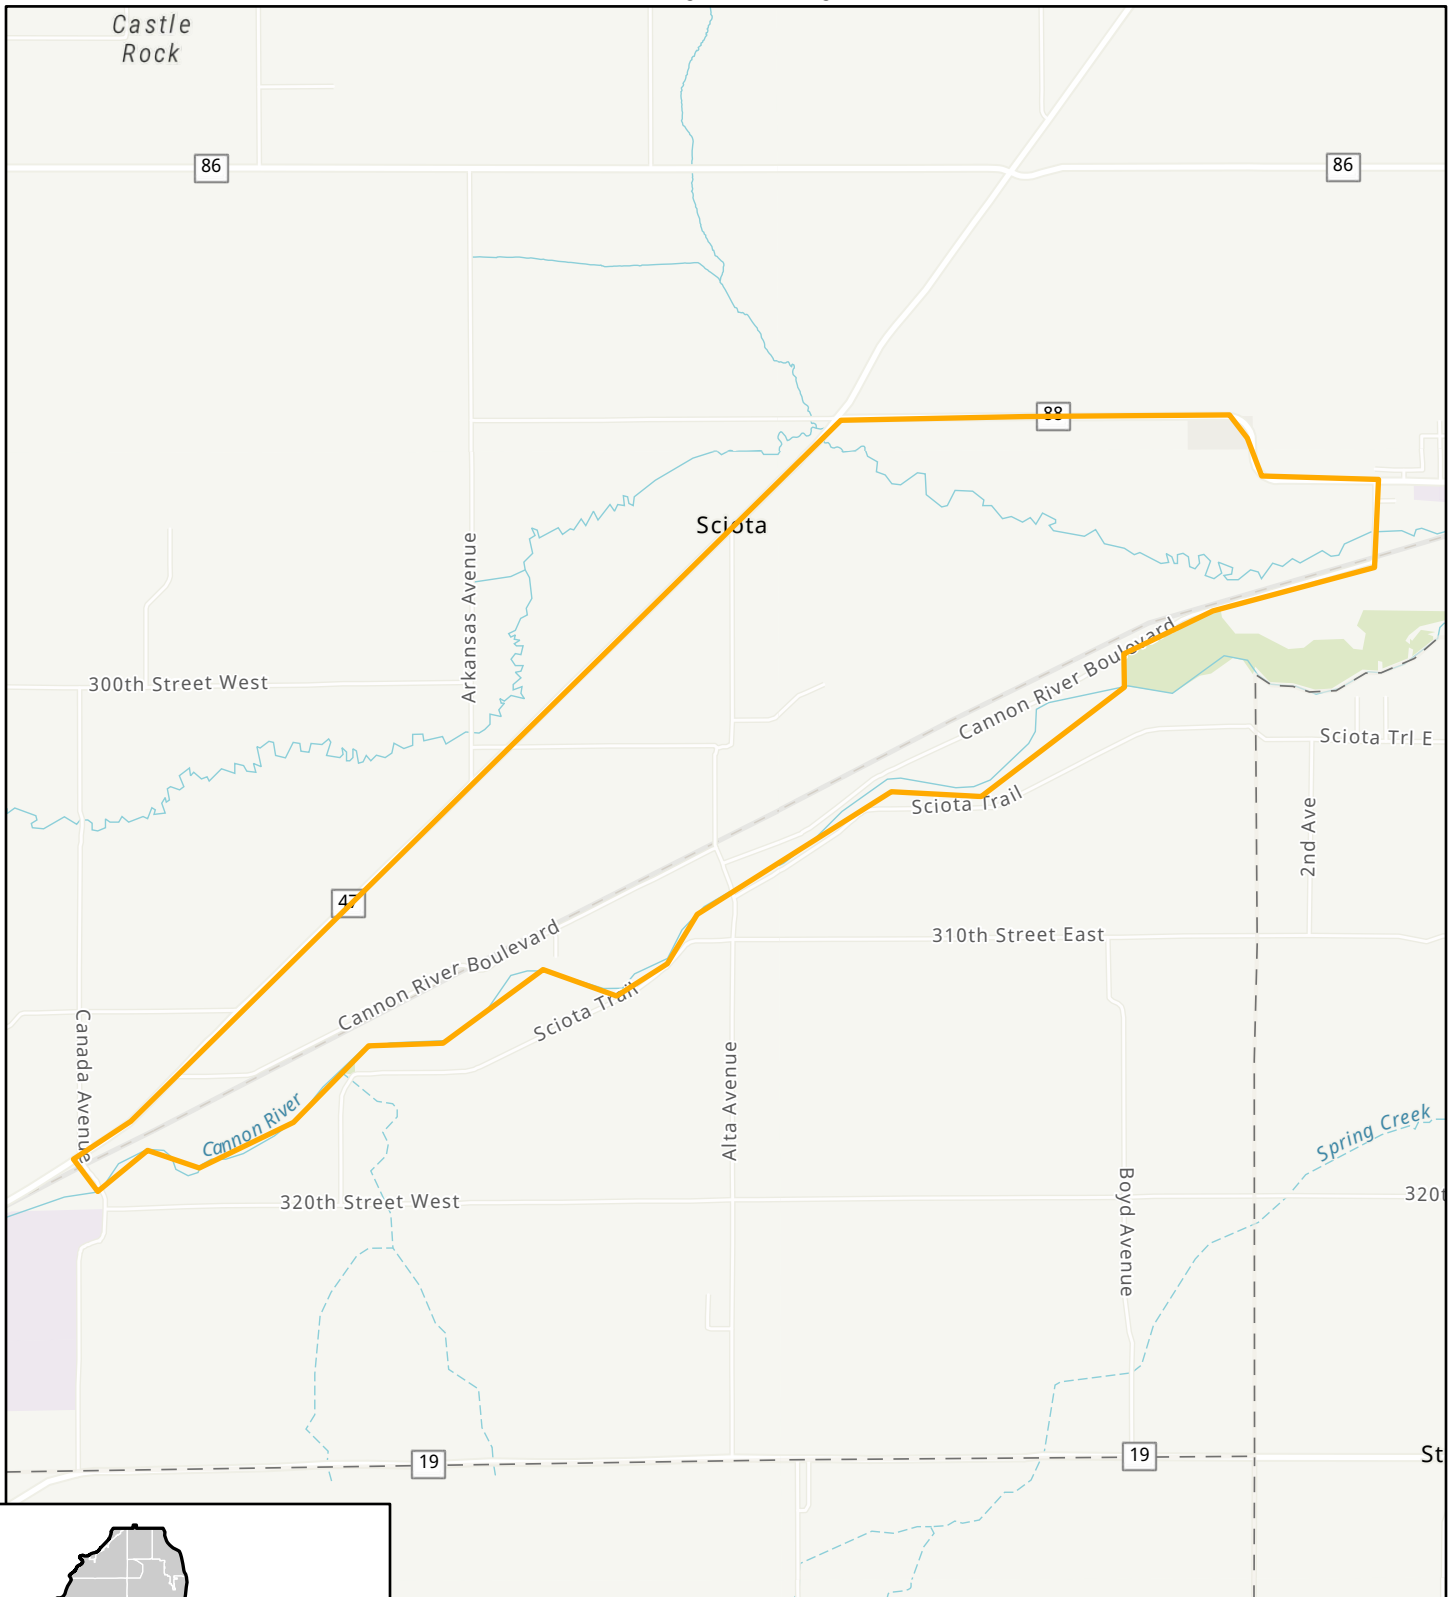 Castle
Rock
86
86
88
Sciota
Arkansas Avenue
300th Street West
Cannon River Boulevard
Sciota Trl E
Sciota Trail
2nd Ave
47
310th Street East
Cannon River Boulevard
Sciota Trail
Canada Avenue
Cannon River
Alta Avenue
Spring Creek
320th Street West
Boyd Avenue
320t
19
19
St